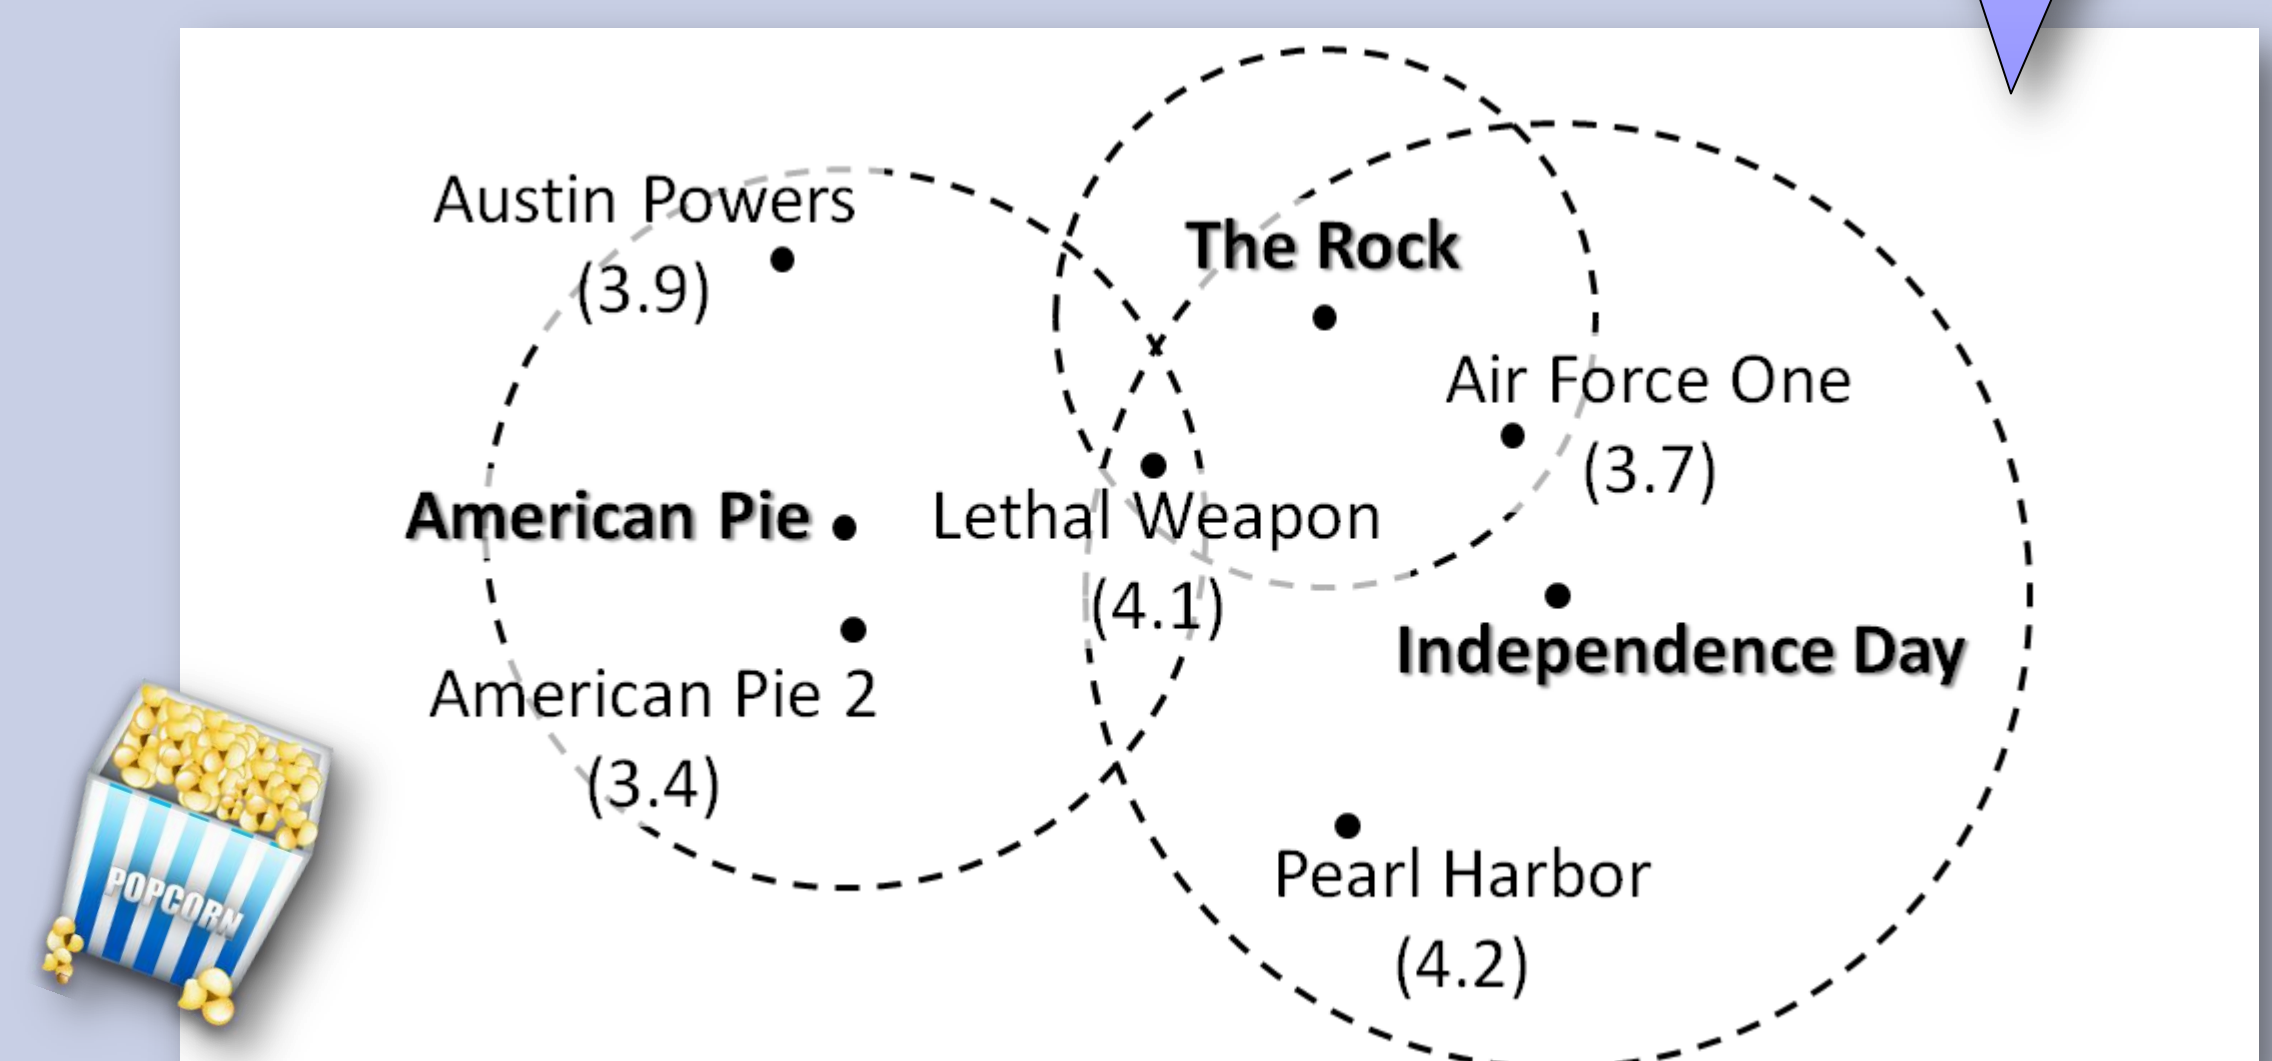 Austin Powers
(3.9)
The Rock
Air Force One
(3.7)
American Pie
Lethal Weapon
(4.1)
Independence Day
American Pie 2
(3.4)
Pearl Harbor
(4.2)
POPCORN